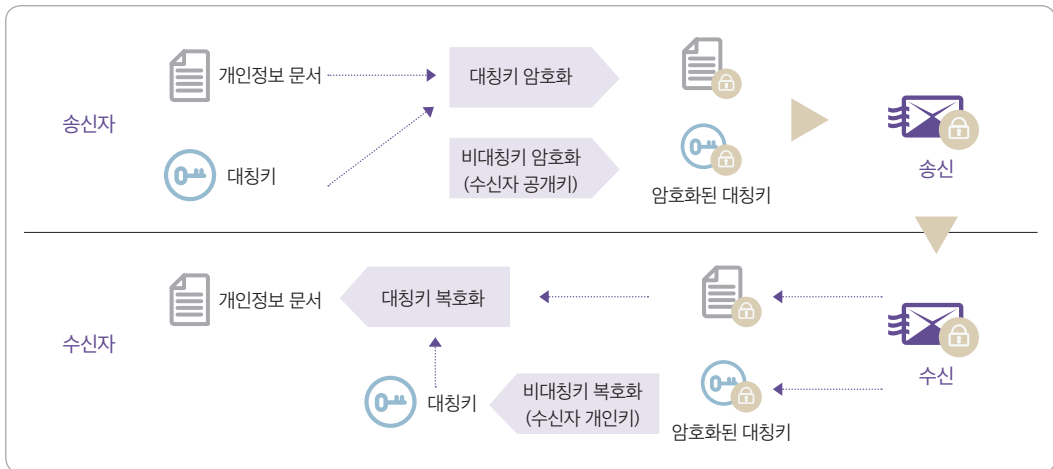 개인정보 문서
대칭키 암호화
송신자
비대칭키 암호화
(수신자 공개키)
대칭키
암호화된 대칭키
송신
개인정보 문서
대칭키 복호화
수신자
수신
대칭키
비대칭키 복호화
(수신자 개인키)
암호화된 대칭키